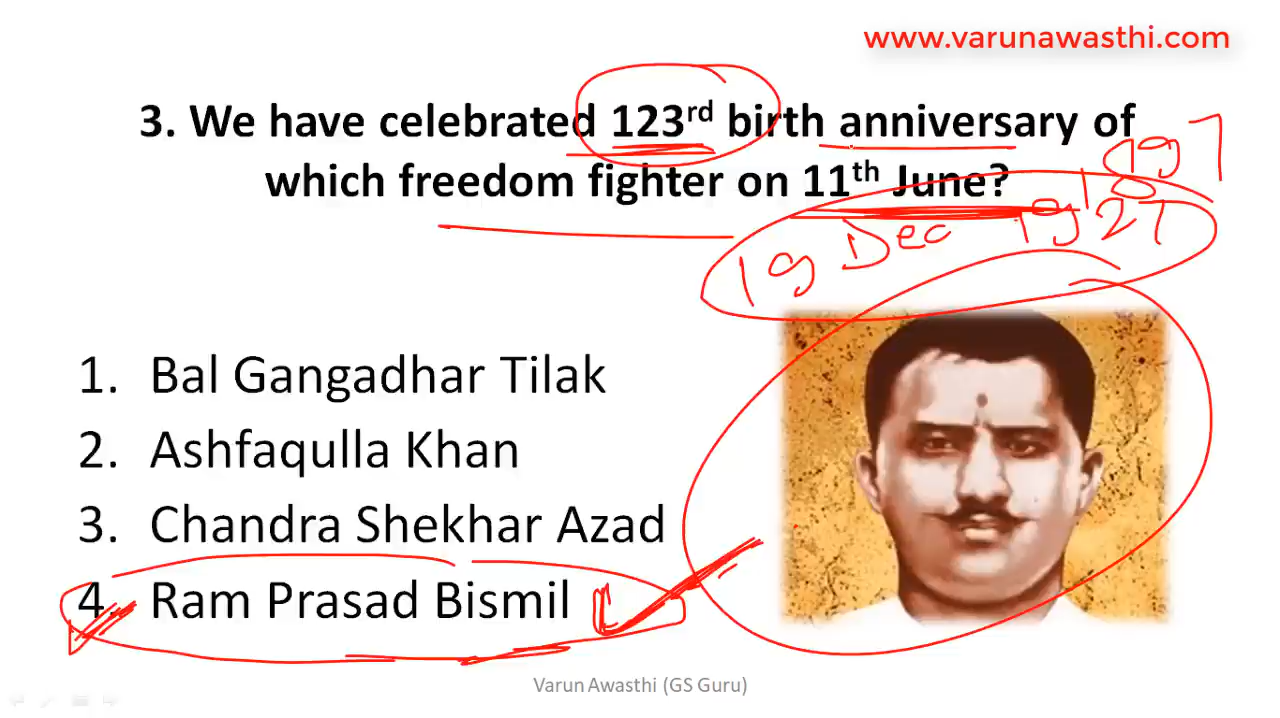 www.varunawasthi.com
3. We have celebrated 123rd birth anniversary of
which freedom fighter on 11th June?
19 Dec 1927
1. Bal Gangadhar Tilak
2. Ashfaqulla Khan
3. Chandra Shekhar Azad
4. Ram Prasad Bismil
Varun Awasthi (GS Guru)